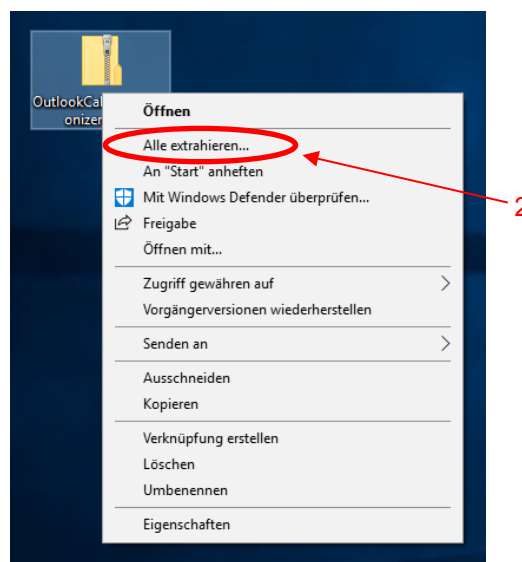 OutlookCal
onizer
Öffnen
Alle extrahieren...
An "Start" anheften
Mit Windows Defender überprüfen...
Freigabe
Öffnen mit...
Zugriff gewähren auf
Vorgängerversionen wiederherstellen
Senden an
Ausschneiden
Kopieren
Verknüpfung erstellen
Löschen
Umbenennen
Eigenschaften
2